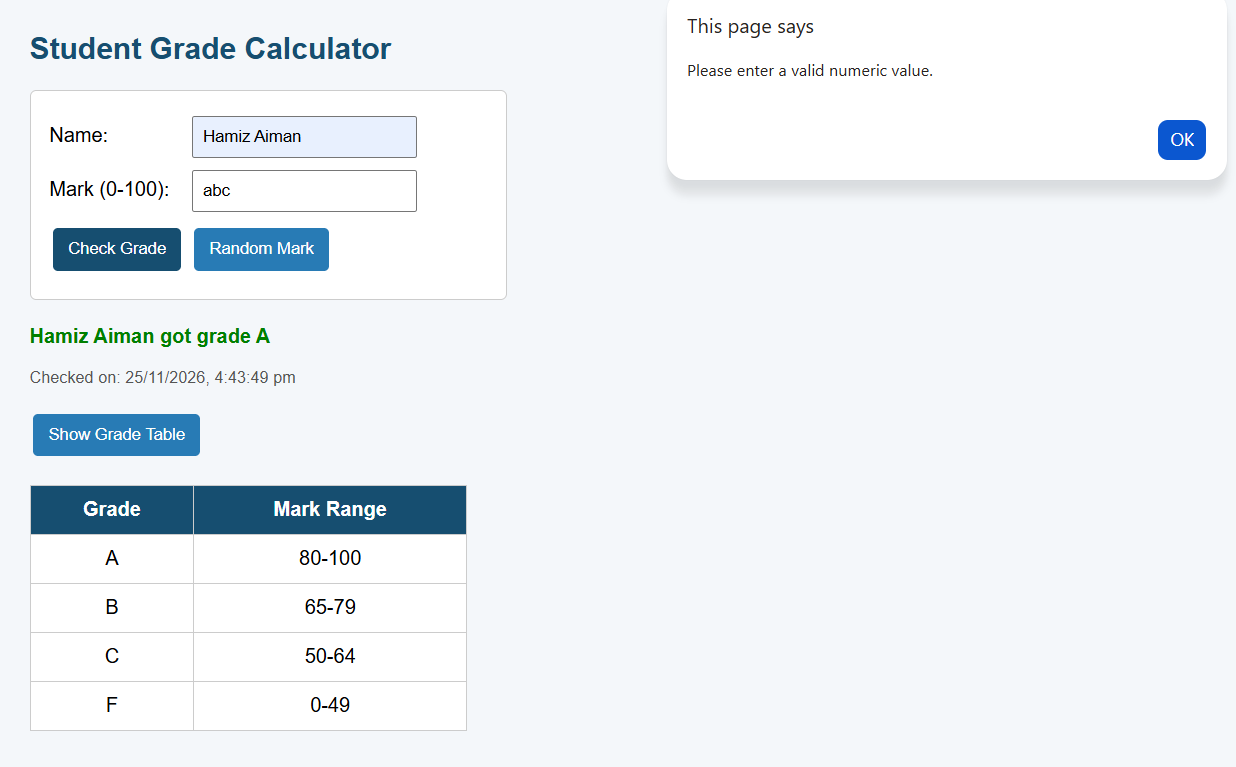 Student Grade Calculator
This page says
Please enter a valid numeric value.
OK
Name: Hamiz Aiman
Mark (0-100): abc
Check Grade Random Mark
Hamiz Aiman got grade A
Checked on: 25/11/2026, 4:43:49 pm
Show Grade Table
Grade Mark Range
A 80-100
B 65-79
C 50-64
F 0-49